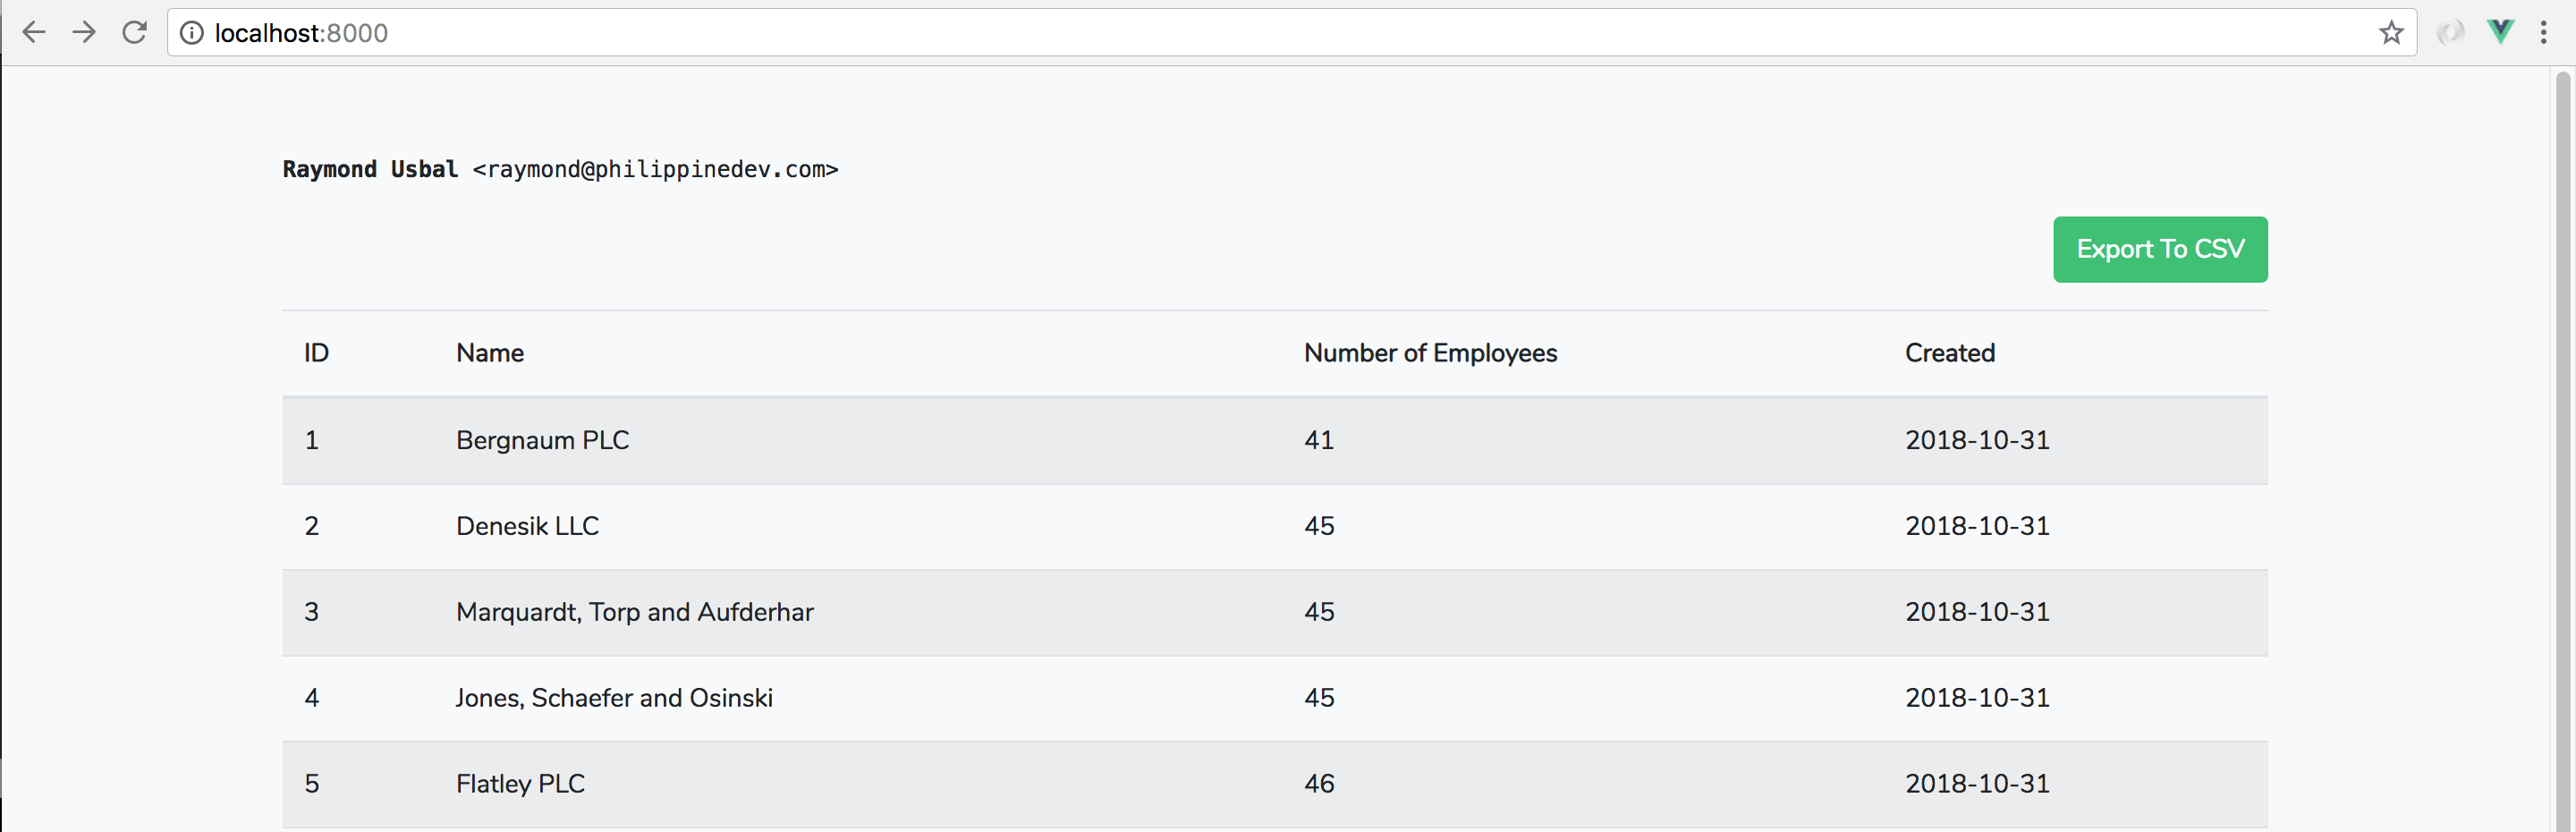 localhost:8000
Raymond Usbal <raymond@philippinedev.com>
Export To CSV
ID Name Number of Employees Created
1 Bergnaum PLC 41 2018-10-31
2 Denesik LLC 45 2018-10-31
3 Marquardt, Torp and Aufderhar 45 2018-10-31
4 Jones, Schaefer and Osinski 45 2018-10-31
5 Flatley PLC 46 2018-10-31